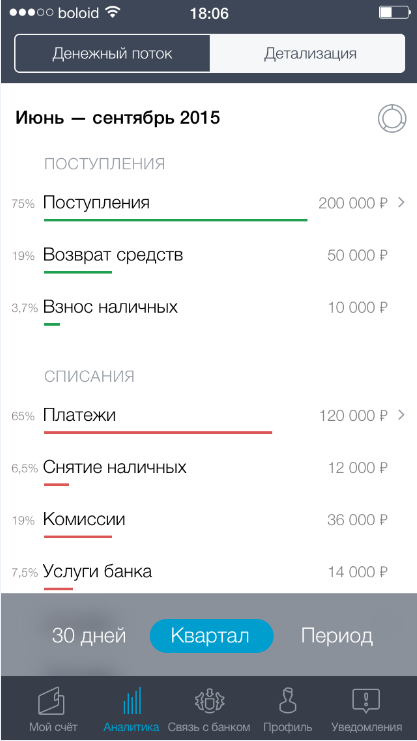 boloid 18:06
Денежный поток Детализация
Июнь — сентябрь 2015
ПОСТУПЛЕНИЯ
75% Поступления 200 000 ₽
19% Возврат средств 50 000 ₽
3,7% Взнос наличных 10 000 ₽
СПИСАНИЯ
65% Платежи 120 000 ₽
6,5% Снятие наличных 12 000 ₽
19% Комиссии 36 000 ₽
7,5% Услуги банка 14 000 ₽
30 дней Квартал Период
Мой счёт Аналитика Связь с банком Профиль Уведомления